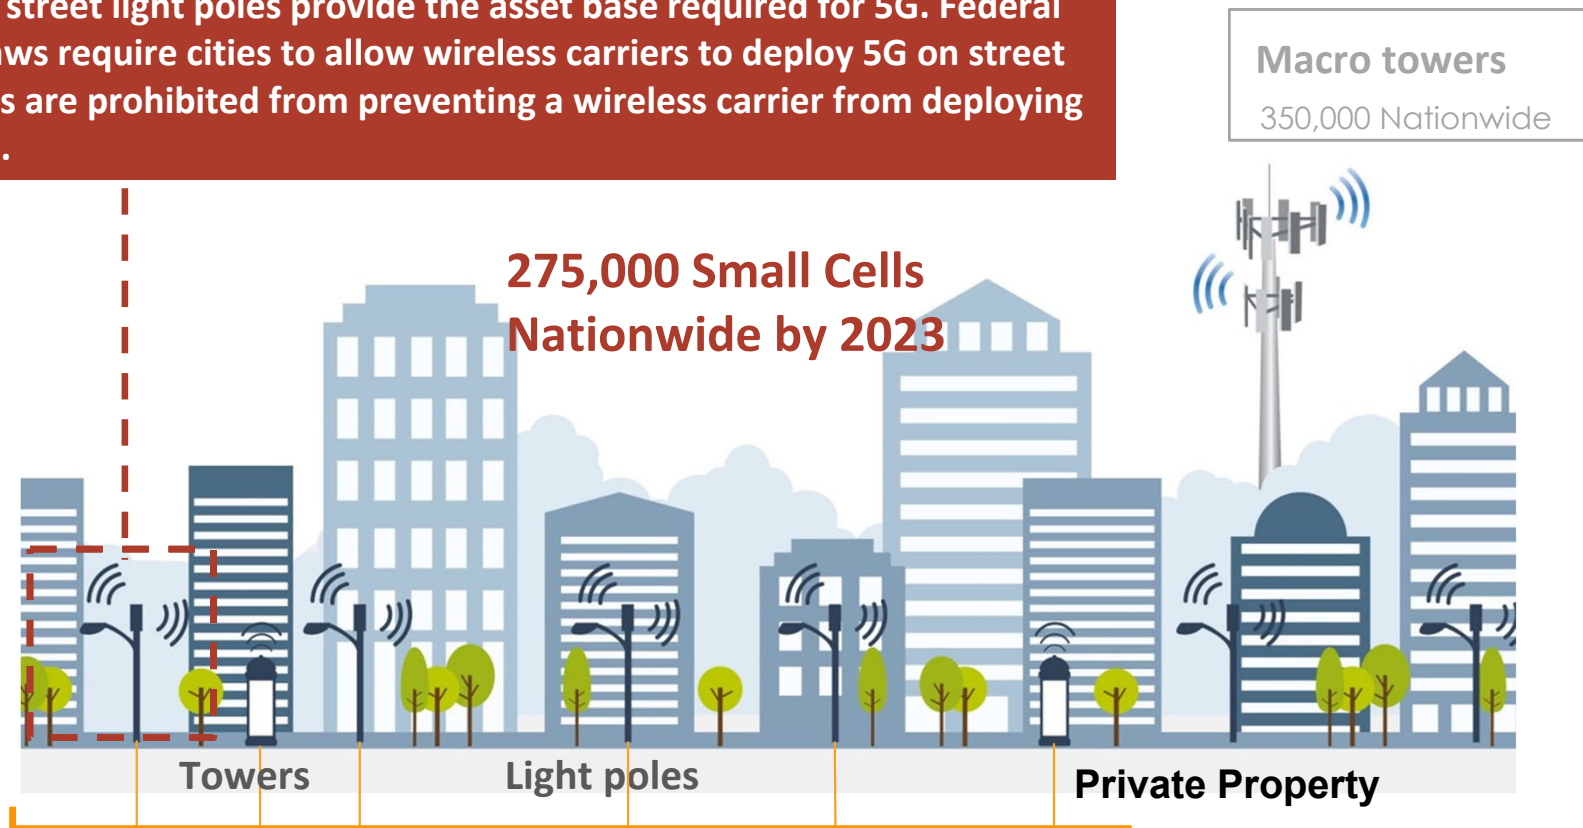 street light poles provide the asset base required for 5G. Federal
require cities to allow wireless carriers to deploy 5G on street
are prohibited from preventing a wireless carrier from deploying
.
Macro towers
350,000 Nationwide
275,000 Small Cells
Nationwide by 2023
Towers
Light poles
Private Property